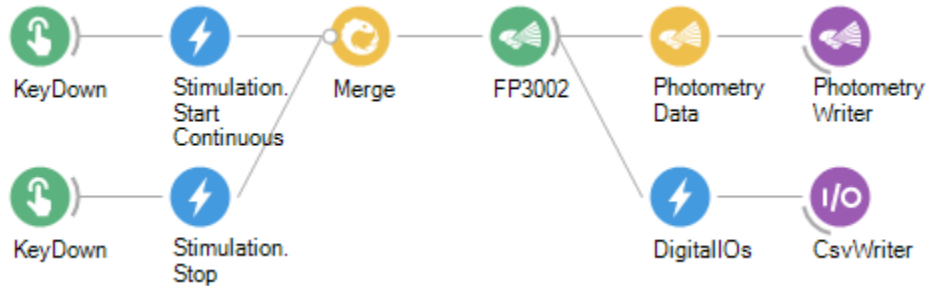 KeyDown
Stimulation.
Start
Continuous
Merge
FP3002
Photometry
Data
Photometry
Writer
KeyDown
Stimulation.
Stop
DigitalIOs
I/O
CsvWriter